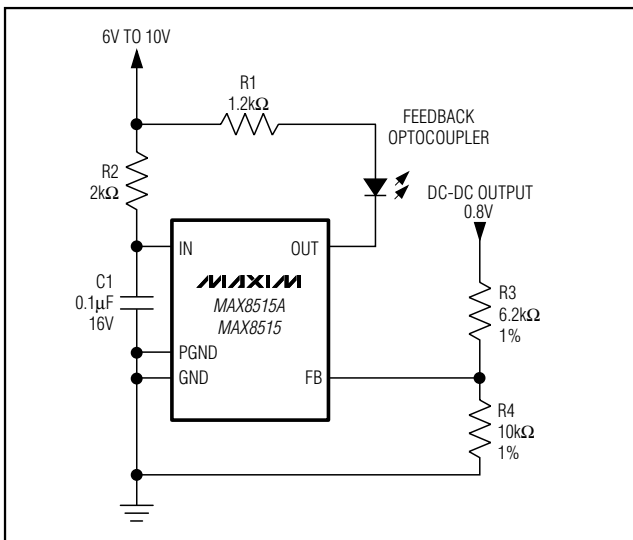 6V TO 10V
R1
1.2kΩ
FEEDBACK
OPTOCOUPLER
R2
2kΩ
DC-DC OUTPUT
0.8V
IN
OUT
MAXIM
MAX8515A
MAX8515
C1
0.1µF
16V
R3
6.2kΩ
1%
PGND
GND
FB
R4
10kΩ
1%